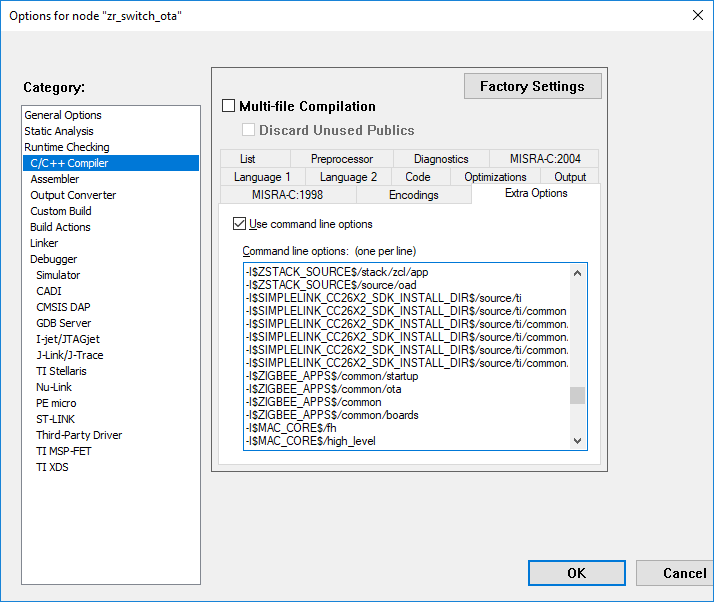 Options for node "zr_switch_ota"
Category:
General Options
Static Analysis
Runtime Checking
C/C++ Compiler
Assembler
Output Converter
Custom Build
Build Actions
Linker
Debugger
Simulator
CADI
CMSIS DAP
GDB Server
I-jet/JTAGjet
J-Link/J-Trace
TI Stellaris
Nu-Link
PE micro
ST-LINK
Third-Party Driver
TI MSP-FET
TI XDS
Factory Settings
Multi-file Compilation
Discard Unused Publics
List Preprocessor Diagnostics MISRA-C:2004
Language 1 Language 2 Code Optimizations Output
MISRA-C:1998 Encodings Extra Options
Use command line options
Command line options: (one per line)
-I$ZSTACK_SOURCE$/stack/zcl/app
-I$ZSTACK_SOURCE$/source/oad
-I$SIMPLELINK_CC26X2_SDK_INSTALL_DIR$/source/ti
-I$SIMPLELINK_CC26X2_SDK_INSTALL_DIR$/source/ti/common
-I$SIMPLELINK_CC26X2_SDK_INSTALL_DIR$/source/ti/common.
-I$SIMPLELINK_CC26X2_SDK_INSTALL_DIR$/source/ti/common.
-I$SIMPLELINK_CC26X2_SDK_INSTALL_DIR$/source/ti/common.
-I$SIMPLELINK_CC26X2_SDK_INSTALL_DIR$/source/ti/common.
-I$ZIGBEE_APPS$/common/startup
-I$ZIGBEE_APPS$/common/ota
-I$ZIGBEE_APPS$/common
-I$ZIGBEE_APPS$/common/boards
-I$MAC_CORE$/fh
-I$MAC_CORE$/high_level
OK Cancel